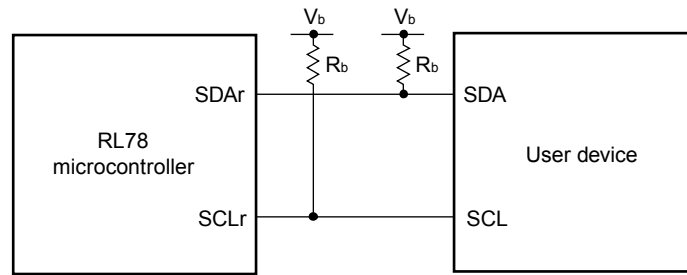 Vb
Vb
Rb
Rb
SDAr
SDA
RL78
microcontroller
User device
SCLr
SCL